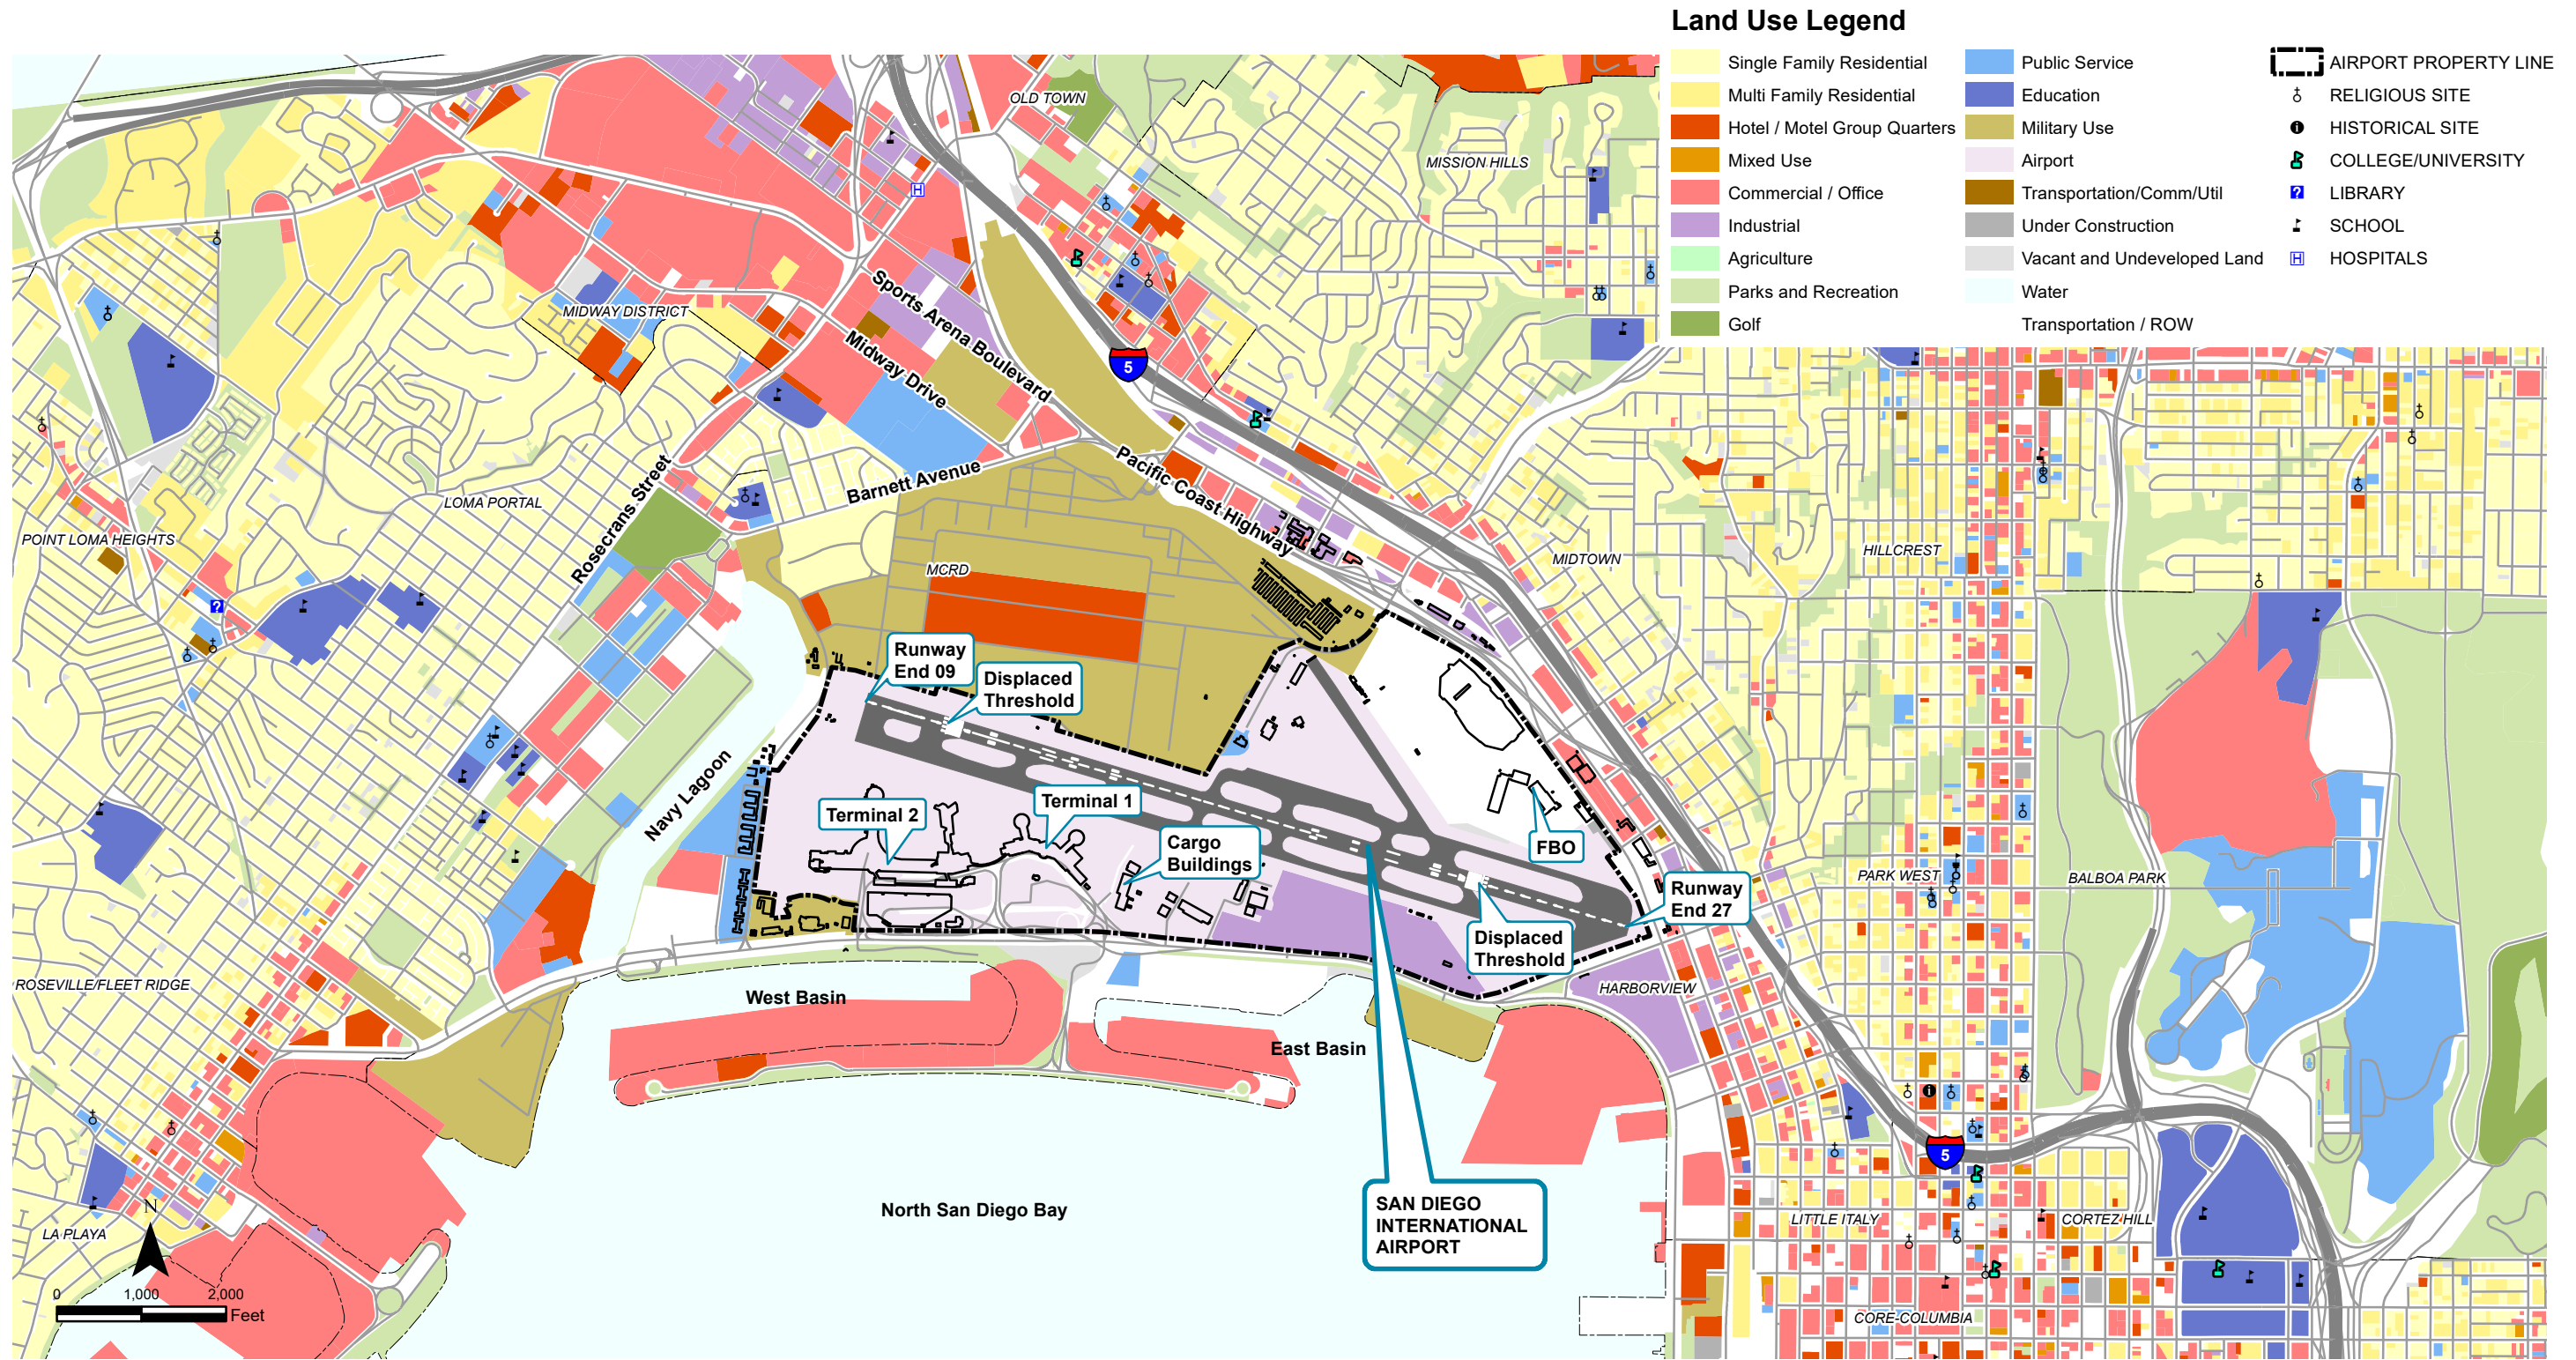 Land Use Legend
Single Family Residential
Multi Family Residential
Hotel / Motel Group Quarters
Mixed Use
Commercial / Office
Industrial
Agriculture
Parks and Recreation
Golf
Public Service
Education
Military Use
Airport
Transportation/Comm/Util
Under Construction
Vacant and Undeveloped Land
Water
Transportation / ROW
AIRPORT PROPERTY LINE
RELIGIOUS SITE
HISTORICAL SITE
COLLEGE/UNIVERSITY
LIBRARY
SCHOOL
HOSPITALS
OLD TOWN
MISSION HILLS
MIDWAY DISTRICT
Sports Arena Boulevard
Midway Drive
5
Rosecrans Street
Barnett Avenue
Pacific Coast Highway
LOMA PORTAL
POINT LOMA HEIGHTS
MCRD
MIDTOWN
HILLCREST
Runway
End 09
Displaced
Threshold
Navy Lagoon
Terminal 2
Terminal 1
Cargo
Buildings
FBO
Runway
End 27
Displaced
Threshold
PARK WEST
BALBOA PARK
ROSEVILLE/FLEET RIDGE
West Basin
East Basin
HARBORVIEW
5
North San Diego Bay
SAN DIEGO
INTERNATIONAL
AIRPORT
LITTLE ITALY
CORTEZ HILL
CORE-COLUMBIA
LA PLAYA
N
0 1,000 2,000
Feet